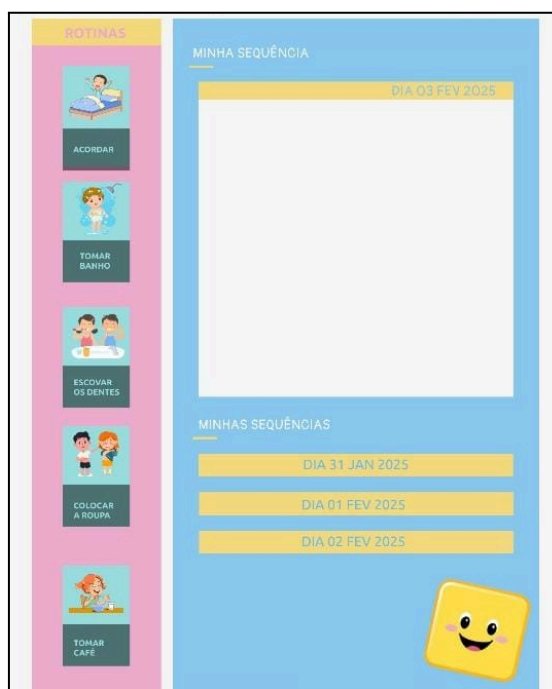 ROTINAS
ACORDAR
TOMAR
BANHO
ESCOVAR
OS DENTES
COLOCAR
A ROUPA
TOMAR
CAFÉ
MINHA SEQUÊNCIA
DIA 03 FEV 2025
MINHAS SEQUÊNCIAS
DIA 31 JAN 2025
DIA 01 FEV 2025
DIA 02 FEV 2025